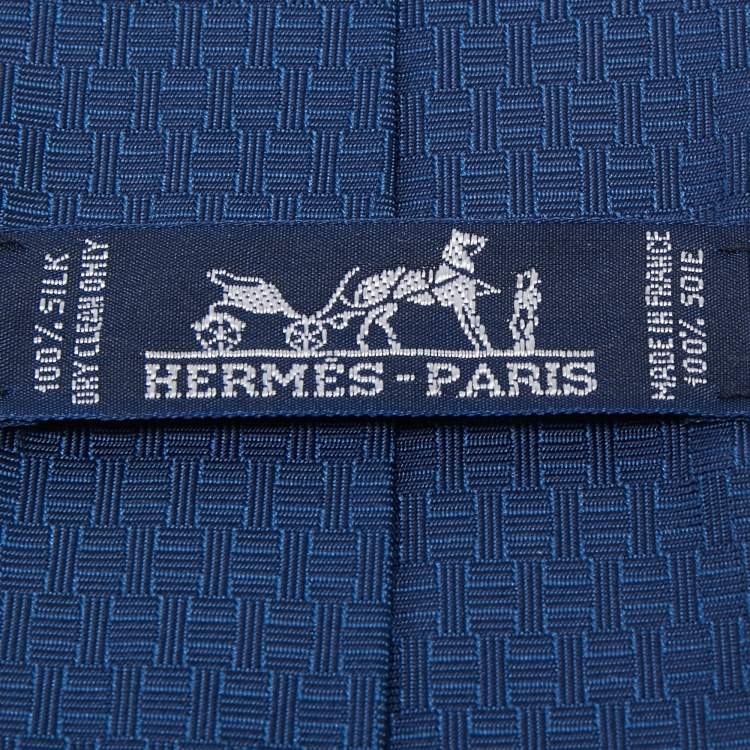 100% SILK
DRY CLEAN ONLY
HERMÈS-PARIS
MADE IN FRANCE
100% SOIE